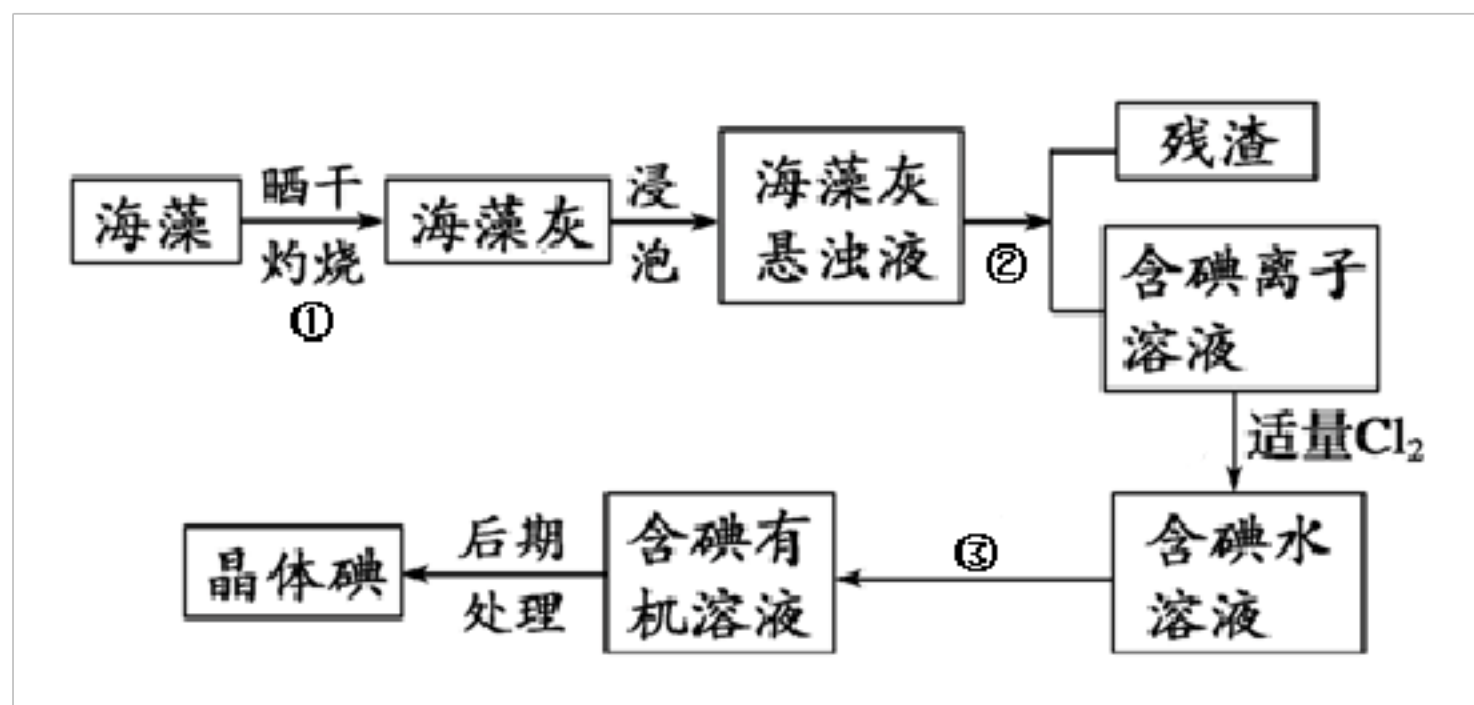 海藻
晒干
灼烧
①
海藻灰
浸
泡
海藻灰
悬浊液
②
残渣
含碘离子
溶液
适量Cl₂
含碘水
溶液
③
含碘有
机溶液
后期
处理
晶体碘